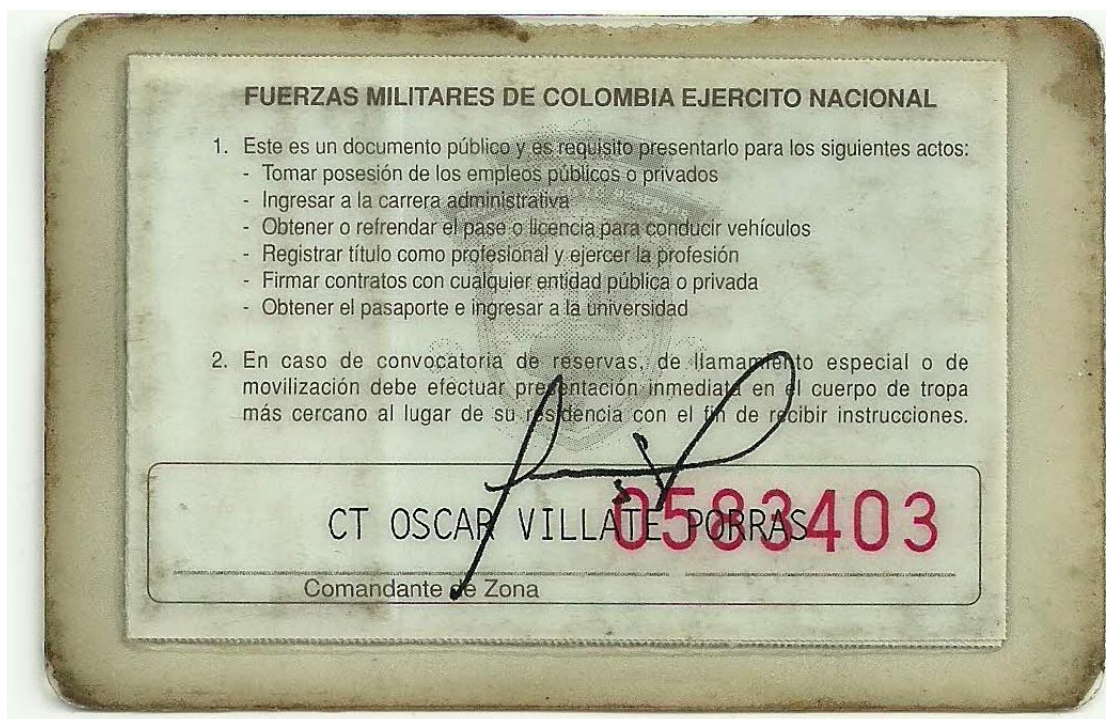 FUERZAS MILITARES DE COLOMBIA EJERCITO NACIONAL
1. Este es un documento público y es requisito presentarlo para los siguientes actos:
- Tomar posesión de los empleos públicos o privados
- Ingresar a la carrera administrativa
- Obtener o refrendar el pase o licencia para conducir vehículos
- Registrar título como profesional y ejercer la profesión
- Firmar contratos con cualquier entidad pública o privada
- Obtener el pasaporte e ingresar a la universidad
2. En caso de convocatoria de reservas, de llamamiento especial o de
movilización debe efectuar presentación inmediata en el cuerpo de tropa
más cercano al lugar de su residencia con el fin de recibir instrucciones.
CT OSCAR VILLATE PORRAS
0583403
Comandante de Zona